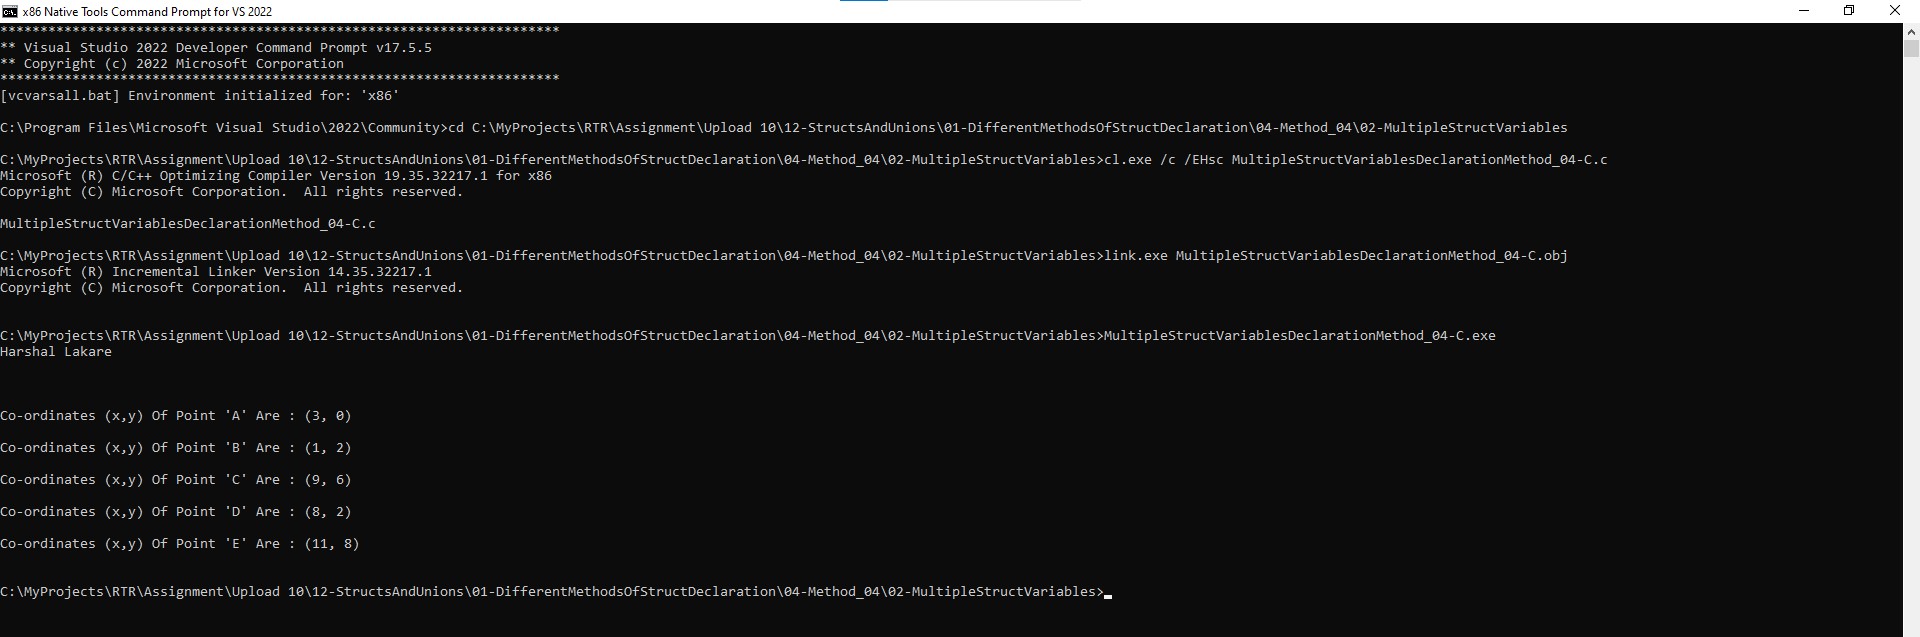 x86 Native Tools Command Prompt for VS 2022
**********************************************************************
** Visual Studio 2022 Developer Command Prompt v17.5.5
** Copyright (c) 2022 Microsoft Corporation
**********************************************************************
[vcvarsall.bat] Environment initialized for: 'x86'
C:\Program Files\Microsoft Visual Studio\2022\Community>cd C:\MyProjects\RTR\Assignment\Upload 10\12-StructsAndUnions\01-DifferentMethodsOfStructDeclaration\04-Method_04\02-MultipleStructVariables
C:\MyProjects\RTR\Assignment\Upload 10\12-StructsAndUnions\01-DifferentMethodsOfStructDeclaration\04-Method_04\02-MultipleStructVariables>cl.exe /c /EHsc MultipleStructVariablesDeclarationMethod_04-C.c
Microsoft (R) C/C++ Optimizing Compiler Version 19.35.32217.1 for x86
Copyright (C) Microsoft Corporation.  All rights reserved.
MultipleStructVariablesDeclarationMethod_04-C.c
C:\MyProjects\RTR\Assignment\Upload 10\12-StructsAndUnions\01-DifferentMethodsOfStructDeclaration\04-Method_04\02-MultipleStructVariables>link.exe MultipleStructVariablesDeclarationMethod_04-C.obj
Microsoft (R) Incremental Linker Version 14.35.32217.1
Copyright (C) Microsoft Corporation.  All rights reserved.
C:\MyProjects\RTR\Assignment\Upload 10\12-StructsAndUnions\01-DifferentMethodsOfStructDeclaration\04-Method_04\02-MultipleStructVariables>MultipleStructVariablesDeclarationMethod_04-C.exe
Harshal Lakare
Co-ordinates (x,y) Of Point 'A' Are : (3, 0)
Co-ordinates (x,y) Of Point 'B' Are : (1, 2)
Co-ordinates (x,y) Of Point 'C' Are : (9, 6)
Co-ordinates (x,y) Of Point 'D' Are : (8, 2)
Co-ordinates (x,y) Of Point 'E' Are : (11, 8)
C:\MyProjects\RTR\Assignment\Upload 10\12-StructsAndUnions\01-DifferentMethodsOfStructDeclaration\04-Method_04\02-MultipleStructVariables>